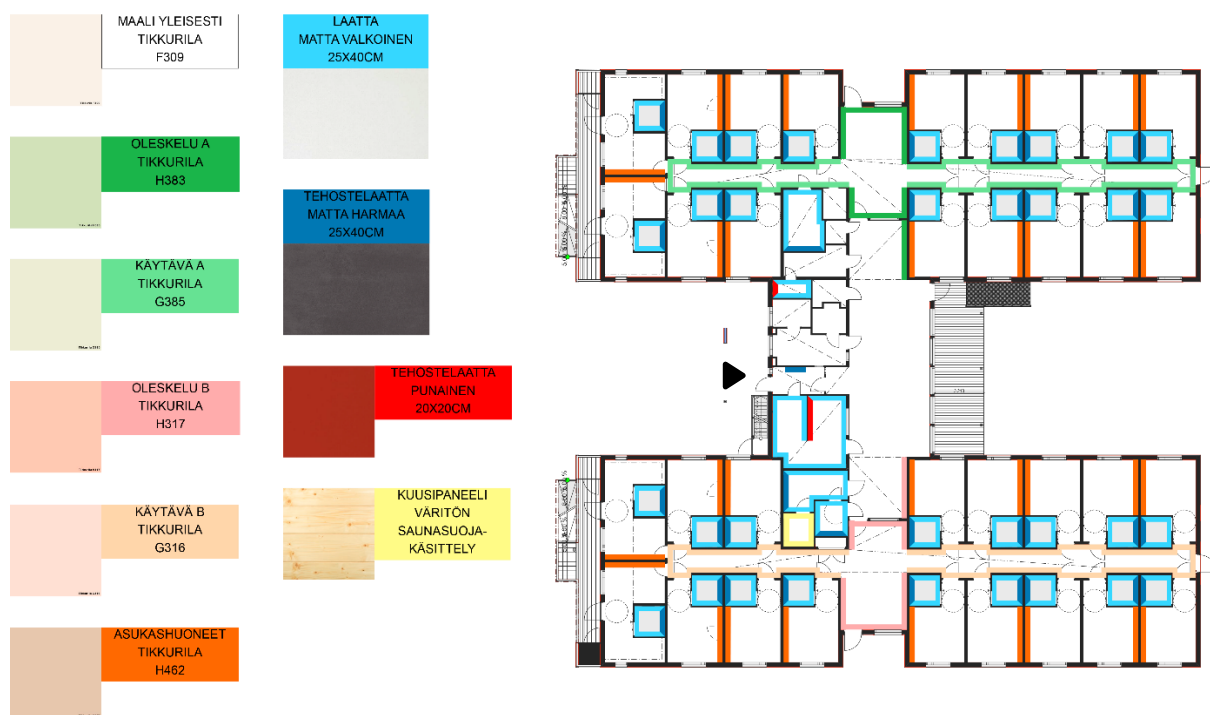 MAALI YLEISESTI
TIKKURILA
F309
OLESKELU A
TIKKURILA
H383
KÄYTÄVÄ A
TIKKURILA
G385
OLESKELU B
TIKKURILA
H317
KÄYTÄVÄ B
TIKKURILA
G316
ASUKASHUONEET
TIKKURILA
H462
LAATTA
MATTA VALKOINEN
25X40CM
TEHOSTELAATTA
MATTA HARMAA
25X40CM
TEHOSTELAATTA
PUNAINEN
20X20CM
KUUSIPANEELI
VÄRITÖN
SAUNASUOJA-
KÄSITTELY